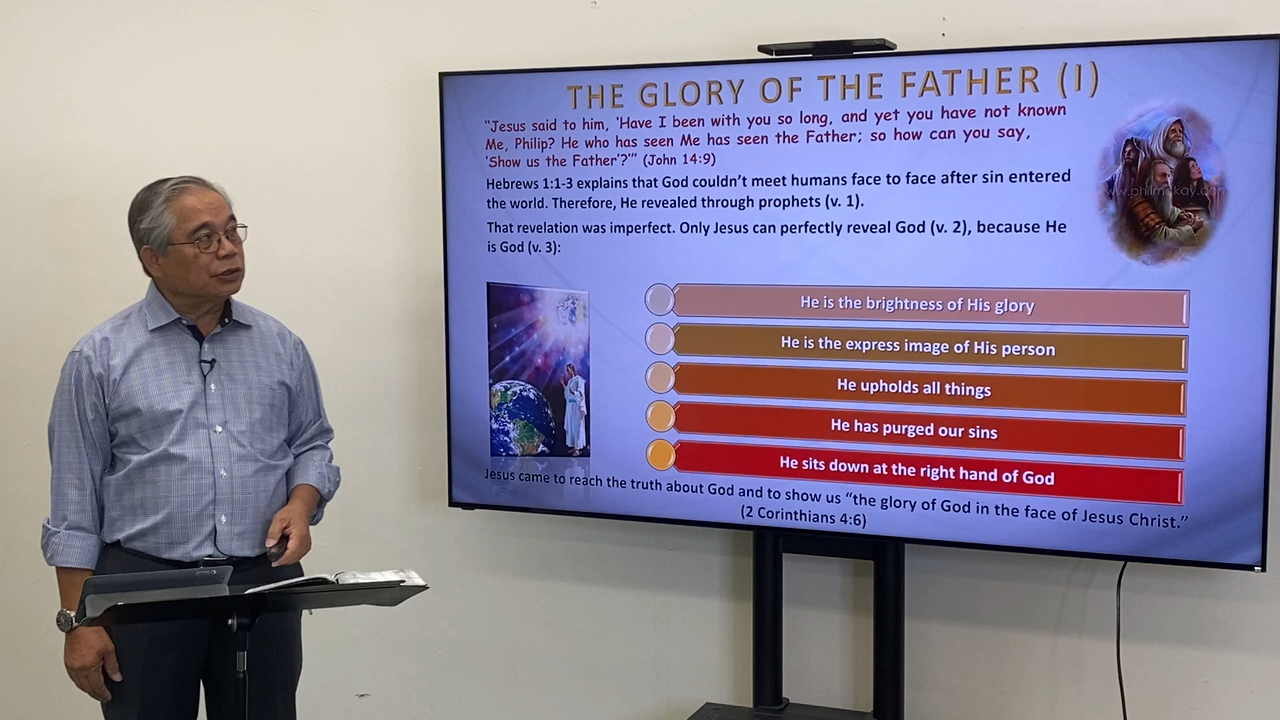 THE GLORY OF THE FATHER (I)
"Jesus said to him, 'Have I been with you so long, and yet you have not known
Me, Philip? He who has seen Me has seen the Father; so how can you say,
'Show us the Father'?'" (John 14:9)
Hebrews 1:1-3 explains that God couldn't meet humans face to face after sin entered
the world. Therefore, He revealed through prophets (v. 1).
That revelation was imperfect. Only Jesus can perfectly reveal God (v. 2), because He
is God (v. 3):
www.philmckay.com
He is the brightness of His glory
He is the express image of His person
He upholds all things
He has purged our sins
He sits down at the right hand of God
Jesus came to reach the truth about God and to show us "the glory of God in the face of Jesus Christ."
(2 Corinthians 4:6)